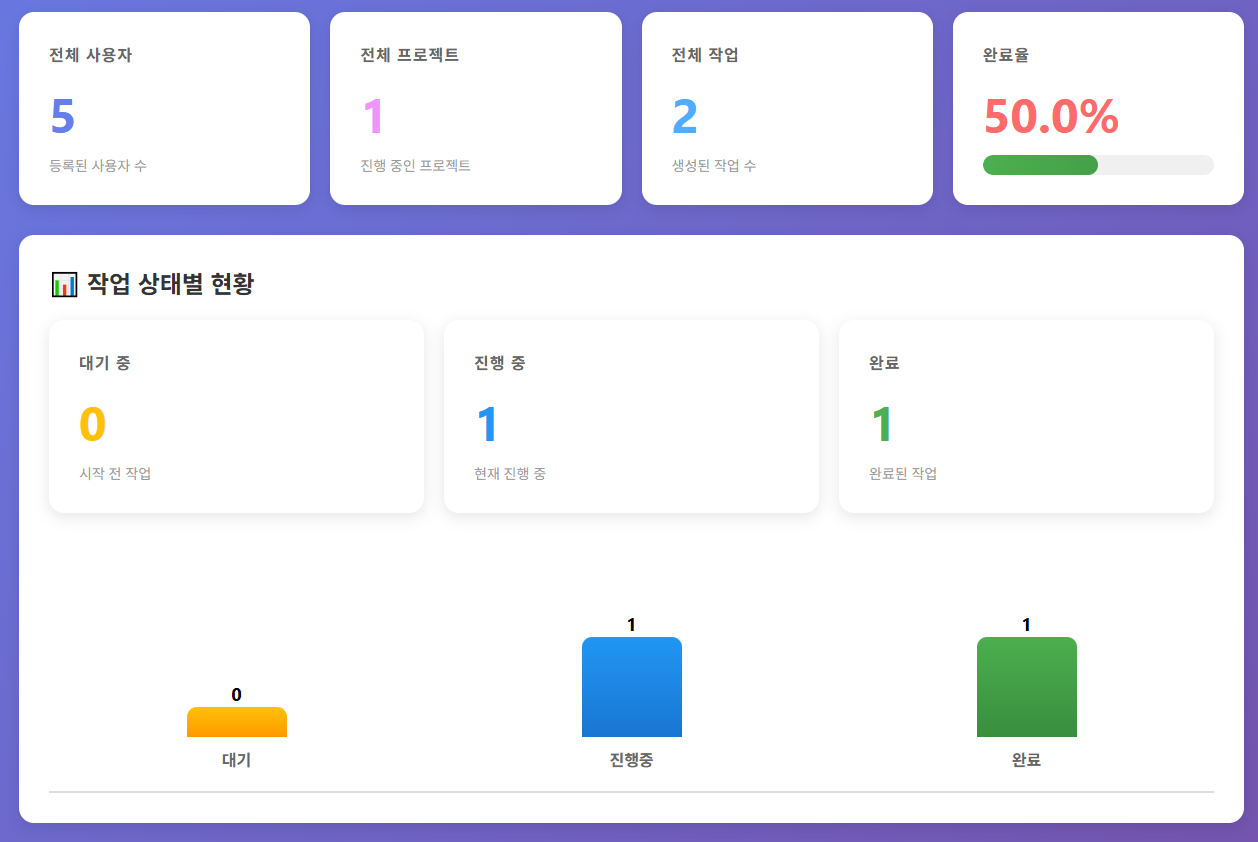 전체 사용자
5
등록된 사용자 수
전체 프로젝트
1
진행 중인 프로젝트
전체 작업
2
생성된 작업 수
완료율
50.0%
📊 작업 상태별 현황
대기 중
0
시작 전 작업
진행 중
1
현재 진행 중
완료
1
완료된 작업
0
대기
1
진행중
1
완료